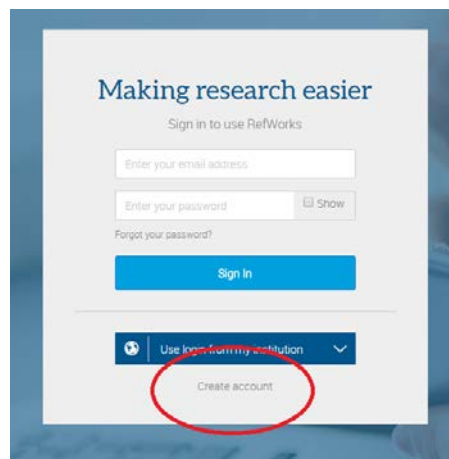 Making research easier
Sign in to use RefWorks
Enter your email address
Enter your password Show
Forgot your password?
Sign In
Use login from my institution
Create account